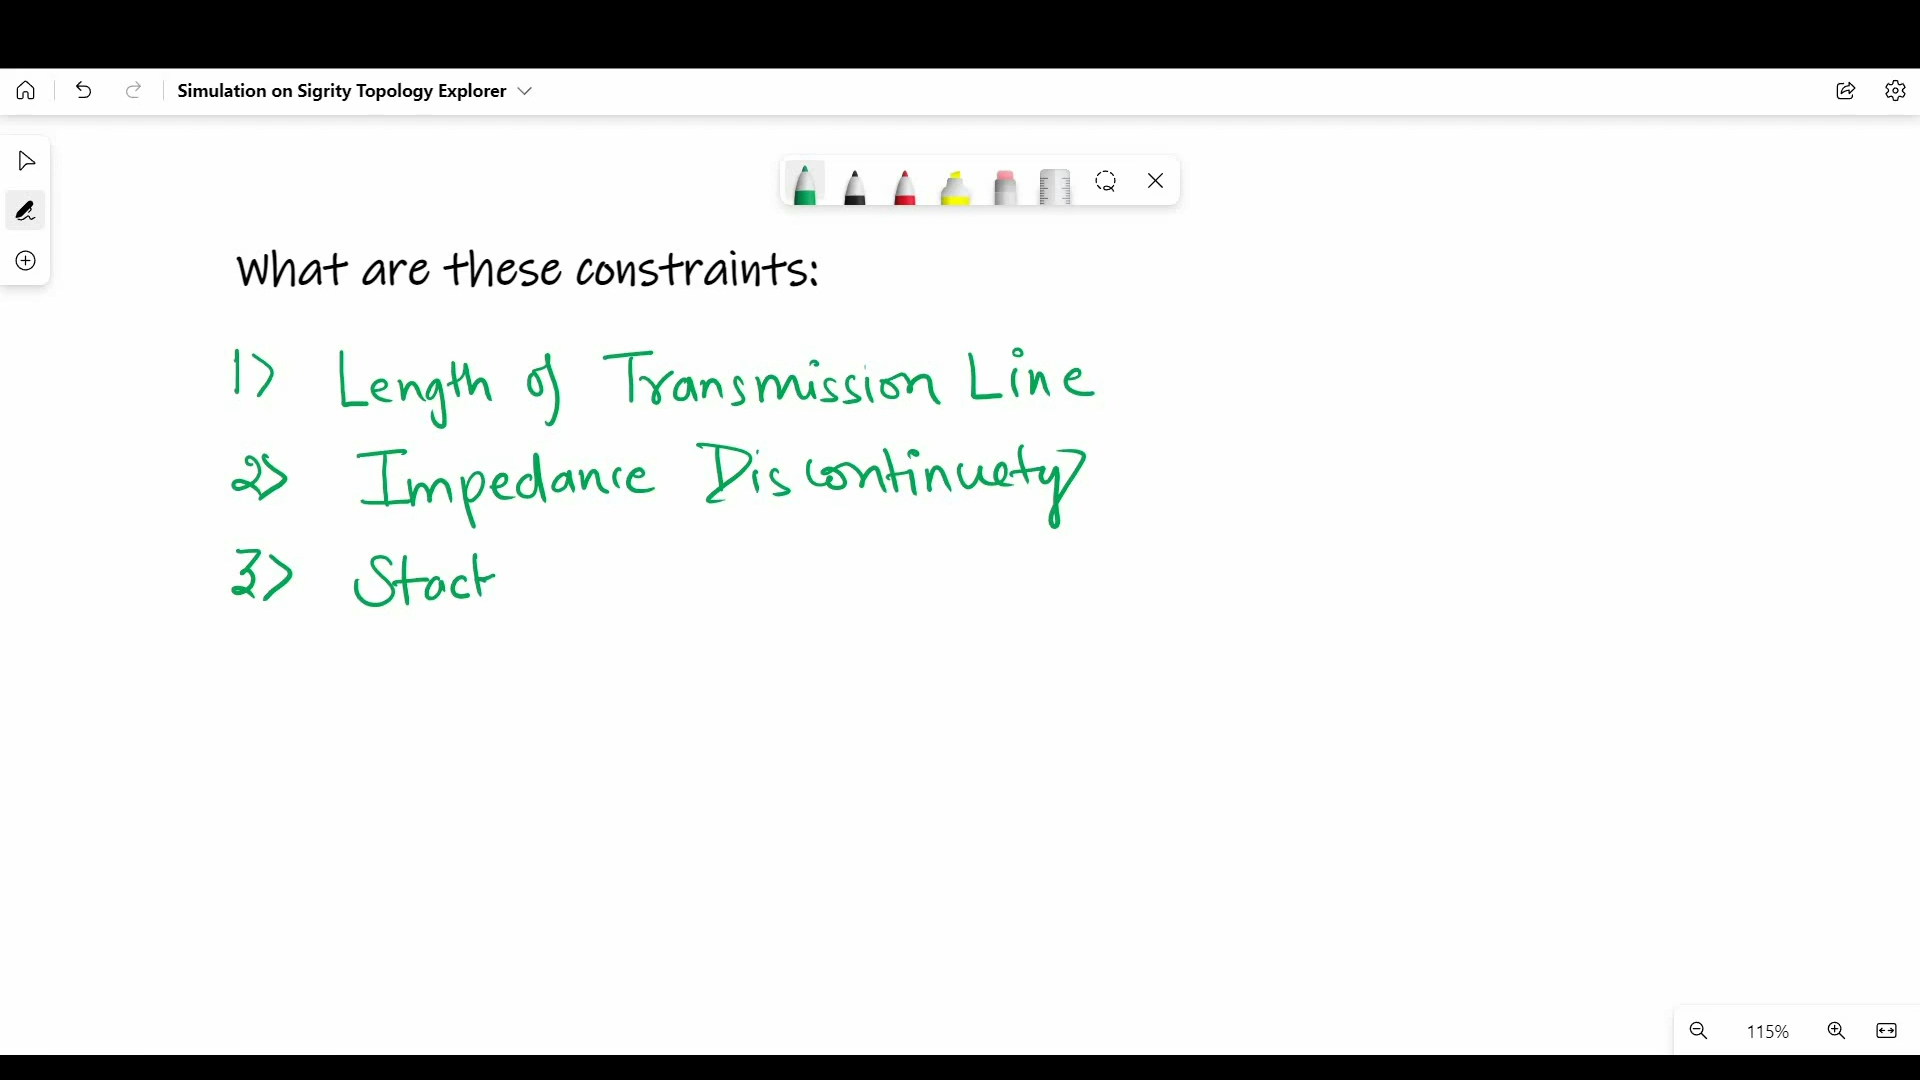 Simulation on Sigrity Topology Explorer
What are these constraints:
1> Length of Transmission Line
2> Impedance Discontinuety
3> Stact
115%